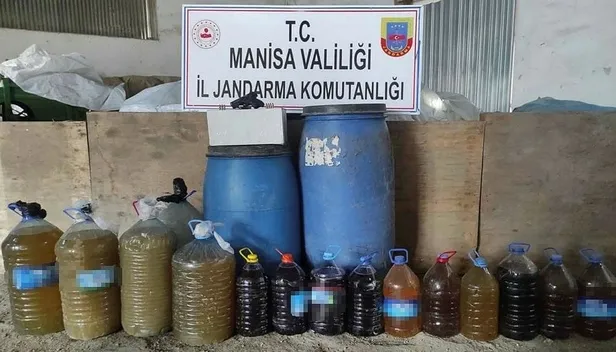 T.C.
MANİSA VALİLİĞİ
İL JANDARMA KOMUTANLIĞI